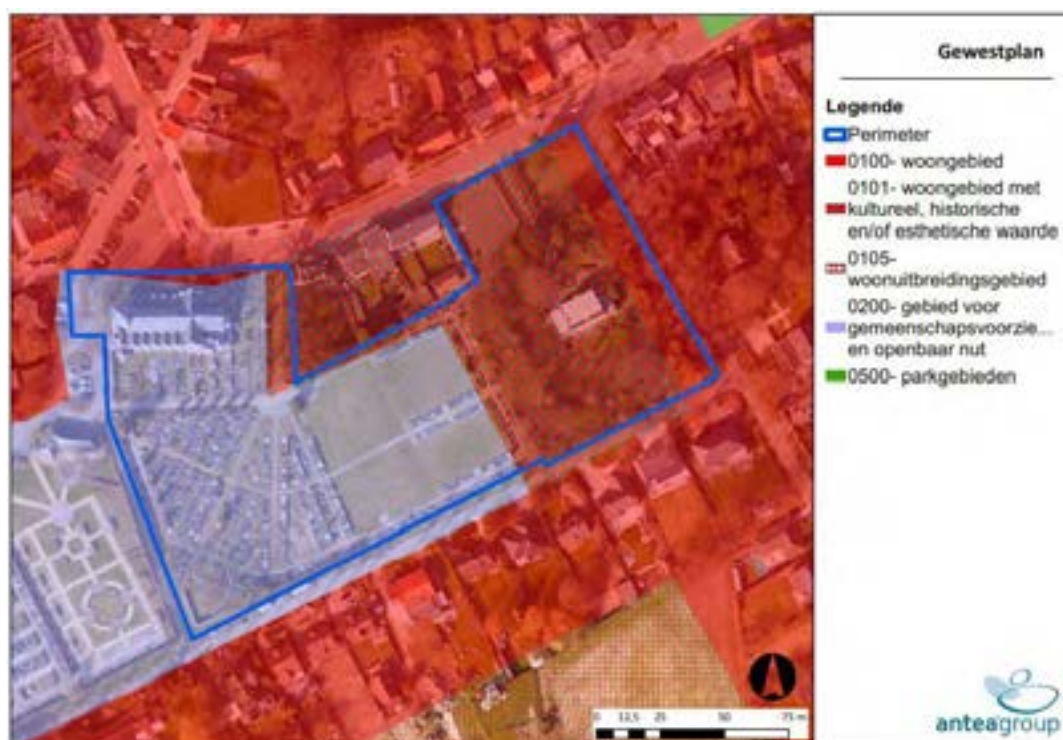 Gewestplan
Legende
Perimeter
0100- woongebied
0101- woongebied met
kultureel, historische
en/of esthetische waarde
0105-
woonuitbreidingsgebied
0200- gebied voor
gemeenschapsvoorzie...
en openbaar nut
0500- parkgebieden
0 12,5 25 50 75 m
anteagroup